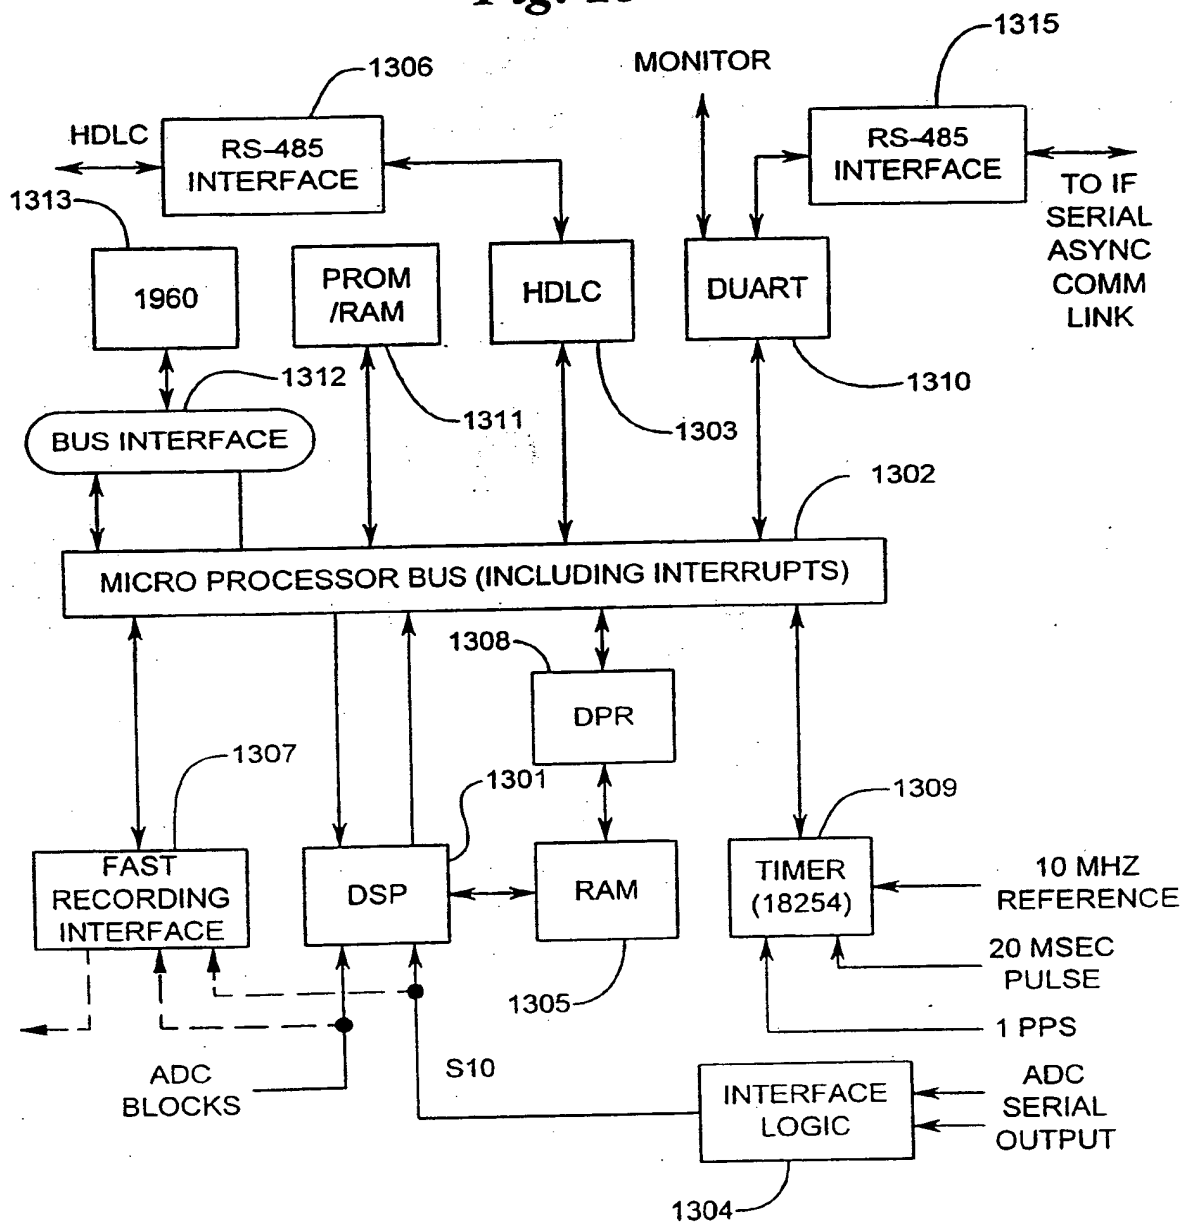 1315
MONITOR
1306
HDLC
RS-485
INTERFACE
RS-485
INTERFACE
TO IF
SERIAL
ASYNC
COMM
LINK
1313
1960
PROM
/RAM
HDLC
DUART
1312
1311
1303
1310
BUS INTERFACE
1302
MICRO PROCESSOR BUS (INCLUDING INTERRUPTS)
1308
DPR
1307
1301
1309
FAST
RECORDING
INTERFACE
DSP
RAM
TIMER
(18254)
10 MHZ
REFERENCE
20 MSEC
PULSE
1305
1 PPS
ADC
BLOCKS
S10
INTERFACE
LOGIC
ADC
SERIAL
OUTPUT
1304